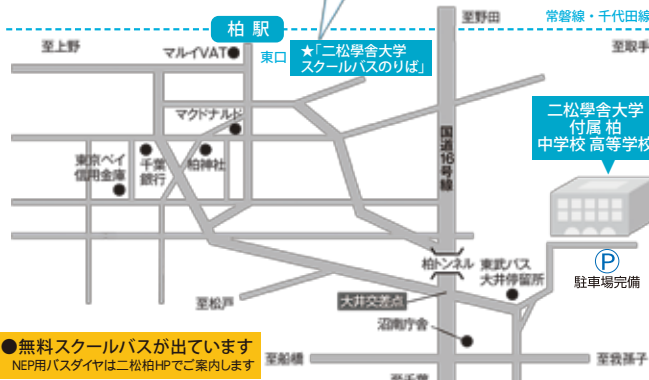 至野田
常磐線・千代田線
柏 駅
至上野
マルイVAT
東口
★「二松學舎大学
スクールバスのりば」
至取手
マクドナルド
国道16号線
二松學舎大学
付属 柏
中学校 高等学校
東京ベイ
信用金庫
千葉
銀行
柏神社
柏トンネル
東武バス
大井停留所
P
駐車場完備
至松戸
大井交差点
沼南庁舎
●無料スクールバスが出ています
NEP用バスダイヤは二松柏HPでご案内します
至船橋
至我孫子
至千葉